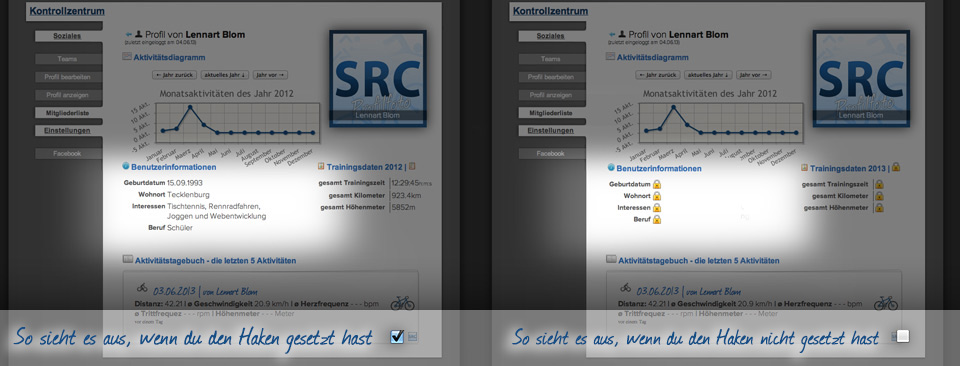 Kontrollzentrum
Soziales
Teams
Profil bearbeiten
Profil anzeigen
Mitgliederliste
Einstellungen
Facebook
Profil von Lennart Blom
(zuletzt eingeloggt am 04.06.13)
Aktivitätsdiagramm
← Jahr zurück aktuelles Jahr ↓ Jahr vor →
Monatsaktivitäten des Jahr 2012
15 Akt.
10 Akt.
5 Akt.
0 Akt.
-5 Akt.
Januar Februar Maerz April Mai Juni Juli August September Oktober November Dezember
SRC
Lennart Blom
Benutzerinformationen
Geburtdatum 15.09.1993
Wohnort Tecklenburg
Interessen Tischtennis, Rennradfahren,
Joggen und Webentwicklung
Beruf Schüler
Trainingsdaten 2012 |
gesamt Trainingszeit 12:29:45
gesamt Kilometer 923.4km
gesamt Höhenmeter 5852m
Aktivitätstagebuch - die letzten 5 Aktivitäten
03.06.2013 | von Lennart Blom
Distanz: 42.21 | ø Geschwindigkeit 20.9 km/h | ø Herzfrequenz - - - bpm
ø Trittfrequez - - - rpm | Höhenmeter - - - Meter
vor einem Tag
So sieht es aus, wenn du den Haken gesetzt hast
Kontrollzentrum
Soziales
Teams
Profil bearbeiten
Profil anzeigen
Mitgliederliste
Einstellungen
Facebook
Profil von Lennart Blom
(zuletzt eingeloggt am 04.06.13)
Aktivitätsdiagramm
← Jahr zurück aktuelles Jahr ↓ Jahr vor →
Monatsaktivitäten des Jahr 2012
15 Akt.
10 Akt.
5 Akt.
0 Akt.
-5 Akt.
Januar Februar Maerz April Mai Juni Juli August September Oktober November Dezember
SRC
Lennart Blom
Benutzerinformationen
Geburtdatum
Wohnort
Interessen
Beruf
Trainingsdaten 2013 |
gesamt Trainingszeit
gesamt Kilometer
gesamt Höhenmeter
Aktivitätstagebuch - die letzten 5 Aktivitäten
03.06.2013 | von Lennart Blom
Distanz: 42.21 | ø Geschwindigkeit 20.9 km/h | ø Herzfrequenz - - - bpm
ø Trittfrequez - - - rpm | Höhenmeter - - - Meter
vor einem Tag
So sieht es aus, wenn du den Haken nicht gesetzt hast